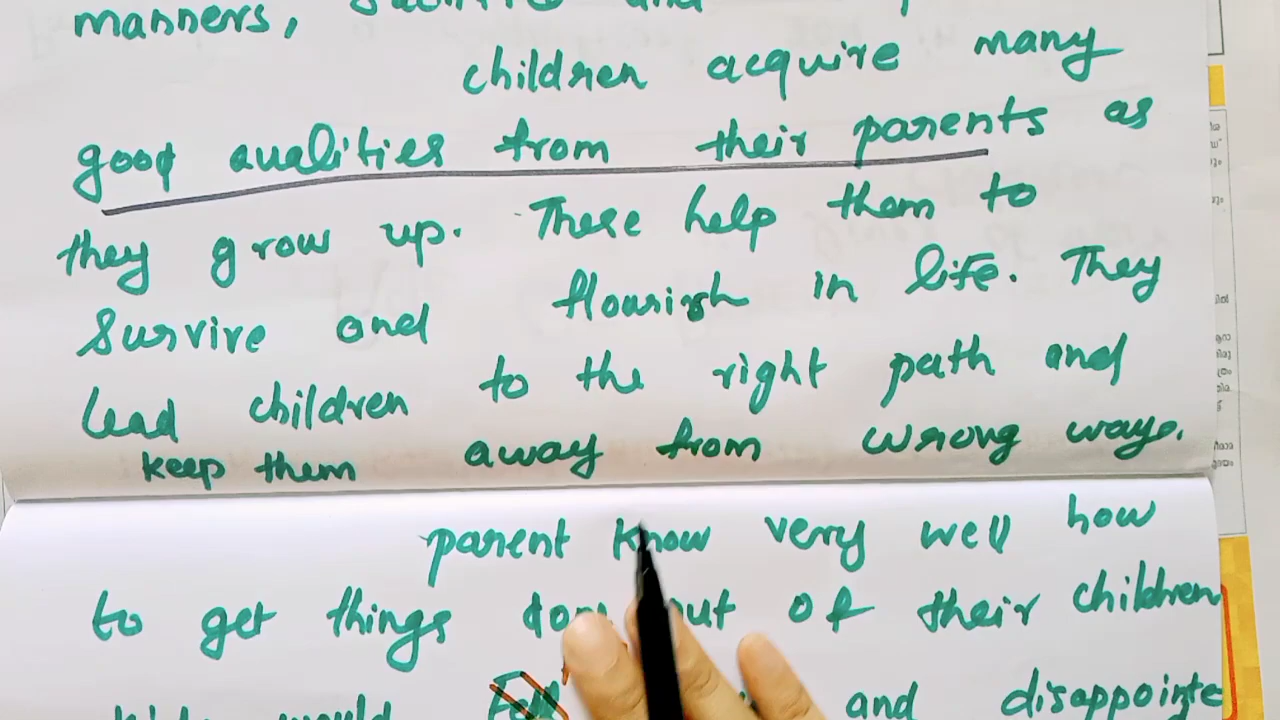 manners,
children acquire many
good qualities from their parents as
they grow up. These help them to
survive and flourish in life. They
lead children to the right path and
keep them away from wrong ways.
parent know very well how
to get things out of their children
would and disappointe